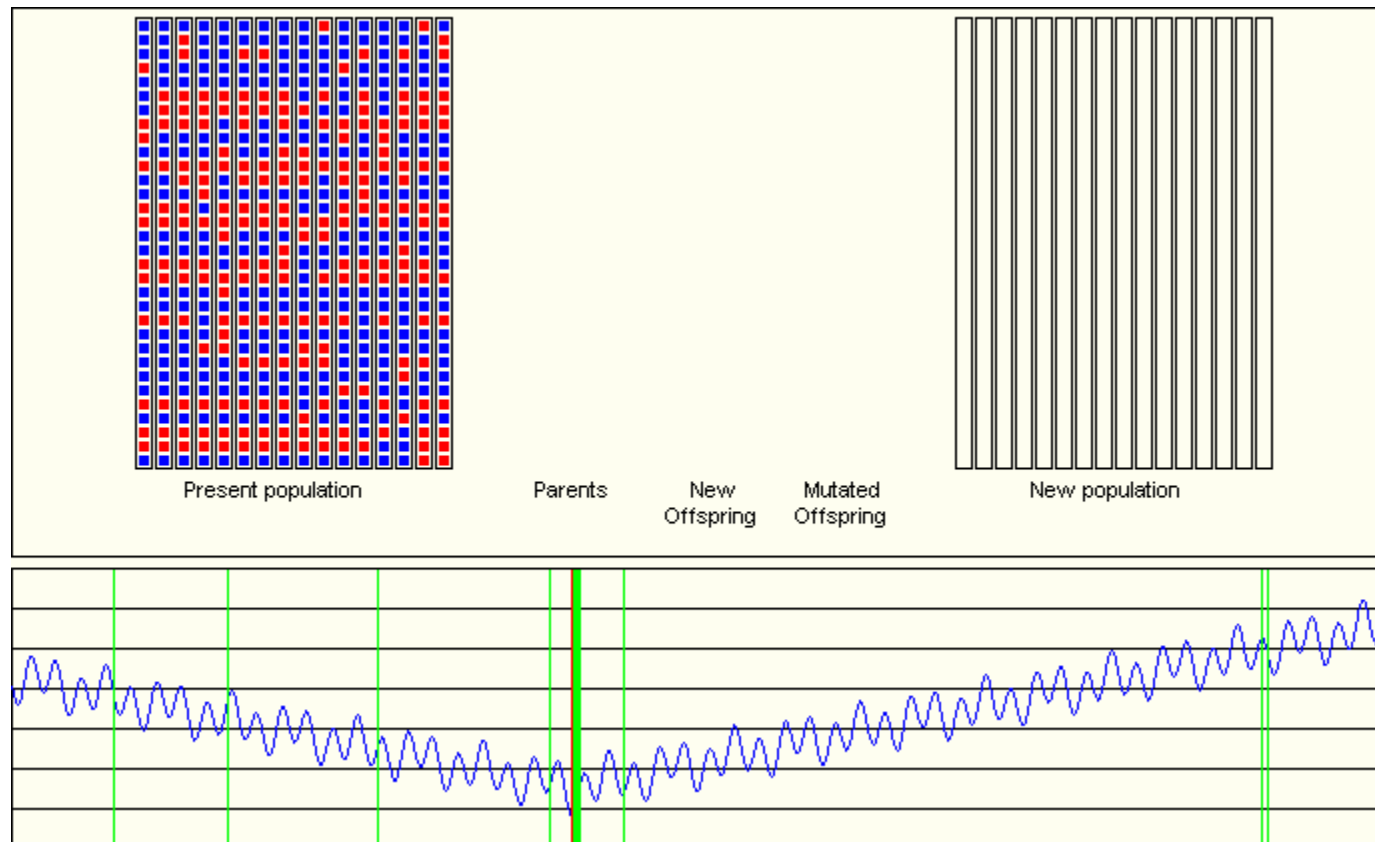 Present population
Parents
New
Offspring
Mutated
Offspring
New population